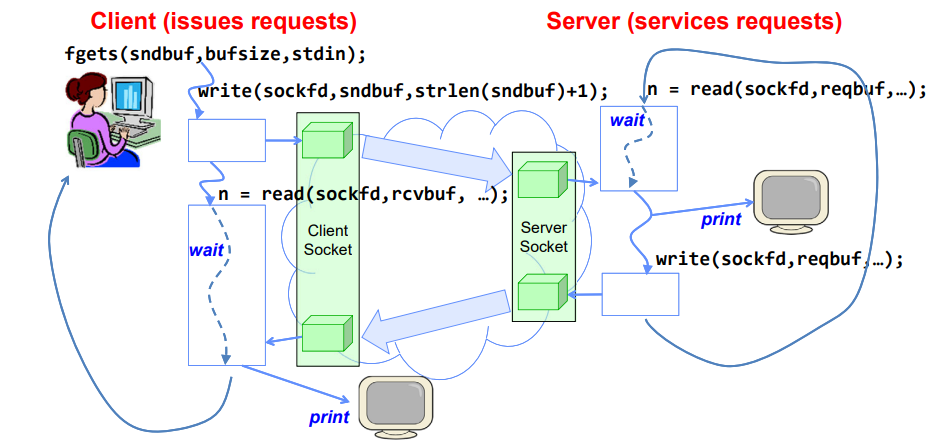 Client (issues requests)
Server (services requests)
fgets(sndbuf,bufsize,stdin);
write(sockfd,sndbuf,strlen(sndbuf)+1);
n = read(sockfd,reqbuf,…);
wait
n = read(sockfd,rcvbuf, …);
print
Client
Socket
Server
Socket
wait
write(sockfd,reqbuf,…);
print